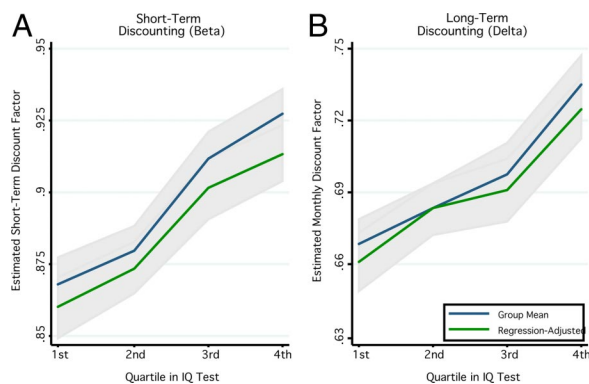 A
Short-Term
Discounting (Beta)
Estimated Short-Term Discount Factor
.95
.925
.9
.875
.85
1st 2nd 3rd 4th
Quartile in IQ Test
B
Long-Term
Discounting (Delta)
Estimated Monthly Discount Factor
.75
.72
.69
.66
.63
Group Mean
Regression-Adjusted
1st 2nd 3rd 4th
Quartile in IQ Test